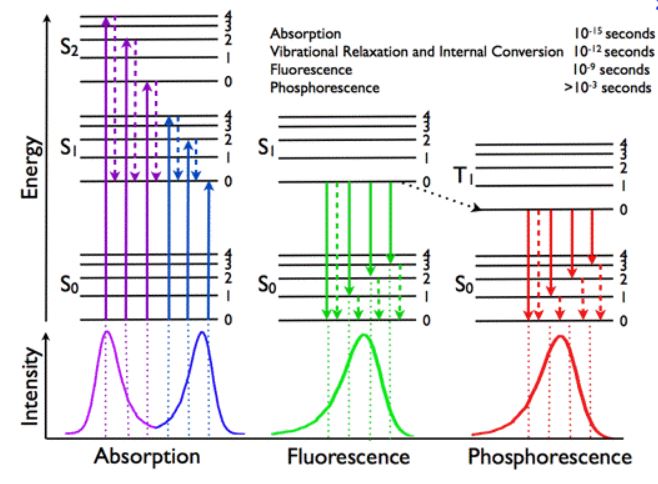 Absorption 10⁻¹⁵ seconds
Vibrational Relaxation and Internal Conversion 10⁻¹² seconds
Fluorescence 10⁻⁹ seconds
Phosphorescence >10⁻³ seconds
Energy
S₂
4
3
2
1
0
S₁
4
3
2
1
0
S₀
4
3
2
1
0
S₁
4
3
2
1
0
S₀
4
3
2
1
0
T₁
4
3
2
1
0
S₀
4
3
2
1
0
Intensity
Absorption
Fluorescence
Phosphorescence